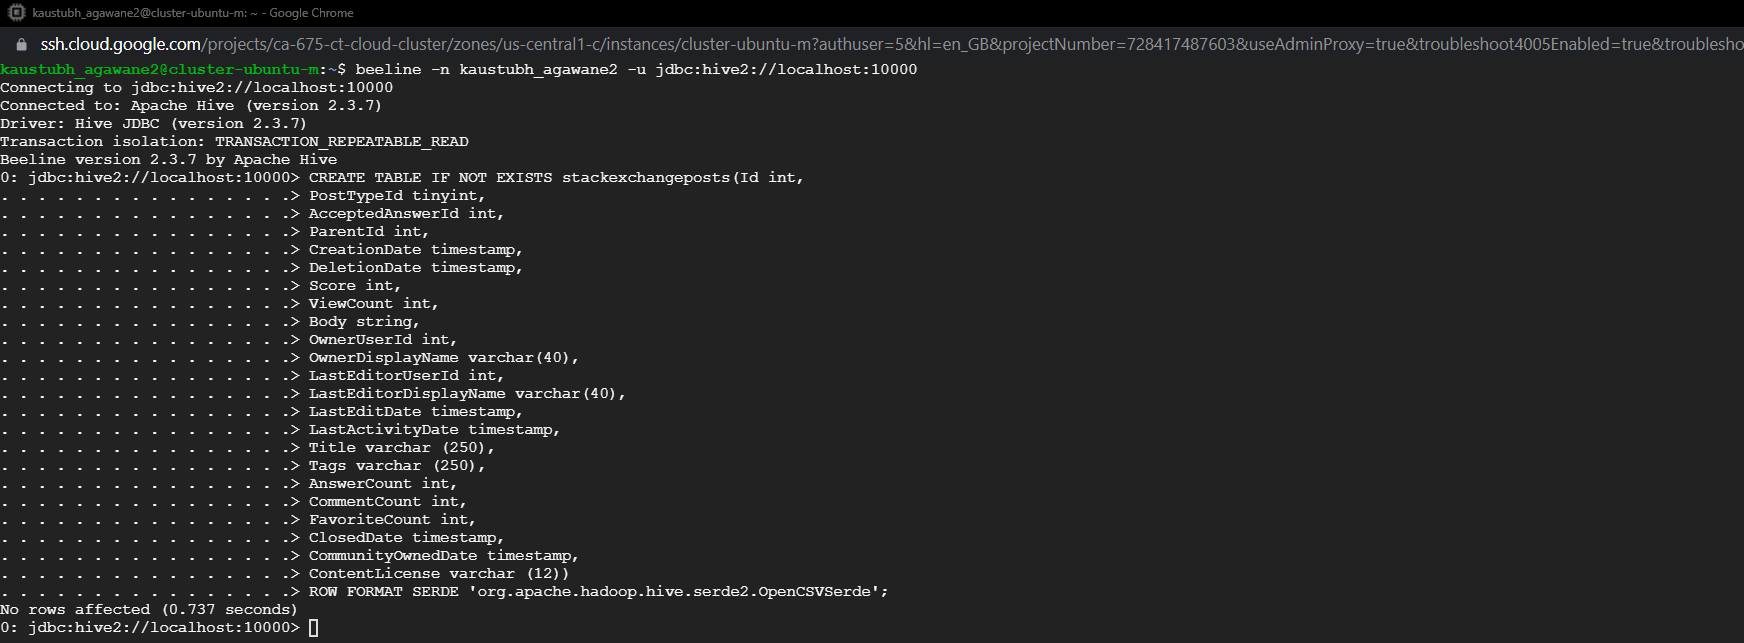 kaustubh_agawane2@cluster-ubuntu-m: ~ - Google Chrome
ssh.cloud.google.com/projects/ca-675-ct-cloud-cluster/zones/us-central1-c/instances/cluster-ubuntu-m?authuser=5&hl=en_GB&projectNumber=728417487603&useAdminProxy=true&troubleshoot4005Enabled=true&troublesho
kaustubh_agawane2@cluster-ubuntu-m:~$ beeline -n kaustubh_agawane2 -u jdbc:hive2://localhost:10000
Connecting to jdbc:hive2://localhost:10000
Connected to: Apache Hive (version 2.3.7)
Driver: Hive JDBC (version 2.3.7)
Transaction isolation: TRANSACTION_REPEATABLE_READ
Beeline version 2.3.7 by Apache Hive
0: jdbc:hive2://localhost:10000> CREATE TABLE IF NOT EXISTS stackexchangeposts(Id int,
. . . . . . . . . . . . . . . .> PostTypeId tinyint,
. . . . . . . . . . . . . . . .> AcceptedAnswerId int,
. . . . . . . . . . . . . . . .> ParentId int,
. . . . . . . . . . . . . . . .> CreationDate timestamp,
. . . . . . . . . . . . . . . .> DeletionDate timestamp,
. . . . . . . . . . . . . . . .> Score int,
. . . . . . . . . . . . . . . .> ViewCount int,
. . . . . . . . . . . . . . . .> Body string,
. . . . . . . . . . . . . . . .> OwnerUserId int,
. . . . . . . . . . . . . . . .> OwnerDisplayName varchar(40),
. . . . . . . . . . . . . . . .> LastEditorUserId int,
. . . . . . . . . . . . . . . .> LastEditorDisplayName varchar(40),
. . . . . . . . . . . . . . . .> LastEditDate timestamp,
. . . . . . . . . . . . . . . .> LastActivityDate timestamp,
. . . . . . . . . . . . . . . .> Title varchar (250),
. . . . . . . . . . . . . . . .> Tags varchar (250),
. . . . . . . . . . . . . . . .> AnswerCount int,
. . . . . . . . . . . . . . . .> CommentCount int,
. . . . . . . . . . . . . . . .> FavoriteCount int,
. . . . . . . . . . . . . . . .> ClosedDate timestamp,
. . . . . . . . . . . . . . . .> CommunityOwnedDate timestamp,
. . . . . . . . . . . . . . . .> ContentLicense varchar (12))
. . . . . . . . . . . . . . . .> ROW FORMAT SERDE 'org.apache.hadoop.hive.serde2.OpenCSVSerde';
No rows affected (0.737 seconds)
0: jdbc:hive2://localhost:10000>